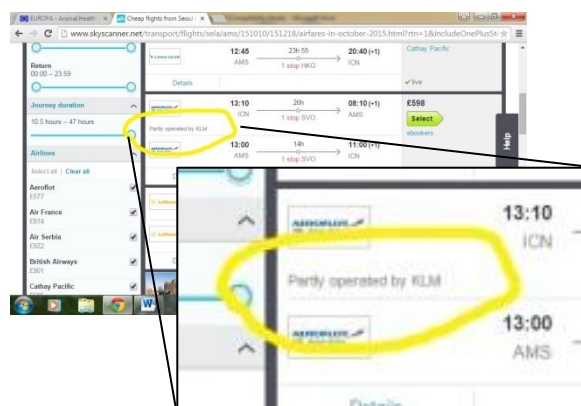 EUROPA - Animal Health
Cheap flights from Seoul
www.skyscanner.net/transport/flights/sela/ams/151010/151218/airfares-in-october-2015.html?rtn=1&includeOnePlusSt
Return
00:00 – 23:59
Journey duration
10.5 hours – 47 hours
Airlines
Select all | Clear all
Aeroflot
£577
Air France
£814
Air Serbia
£922
British Airways
£901
Cathay Pacific
12:45
AMS
23h 55
1 stop HKG
20:40 (+1)
ICN
Cathay Pacific
Details
live
13:10
ICN
26h
1 stop SVO
08:10 (+1)
AMS
£598
Select
ebookers
Partly operated by KLM
13:00
AMS
14h
1 stop SVO
11:00 (+1)
ICN
Help
AEROFLOT
13:10
ICN
Partly operated by KLM
AEROFLOT
13:00
AMS
Details